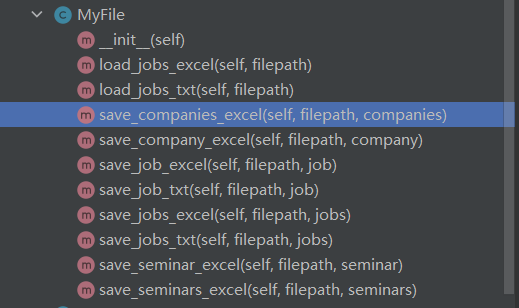 MyFile
__init__(self)
load_jobs_excel(self, filepath)
load_jobs_txt(self, filepath)
save_companies_excel(self, filepath, companies)
save_company_excel(self, filepath, company)
save_job_excel(self, filepath, job)
save_job_txt(self, filepath, job)
save_jobs_excel(self, filepath, jobs)
save_jobs_txt(self, filepath, jobs)
save_seminar_excel(self, filepath, seminar)
save_seminars_excel(self, filepath, seminars)